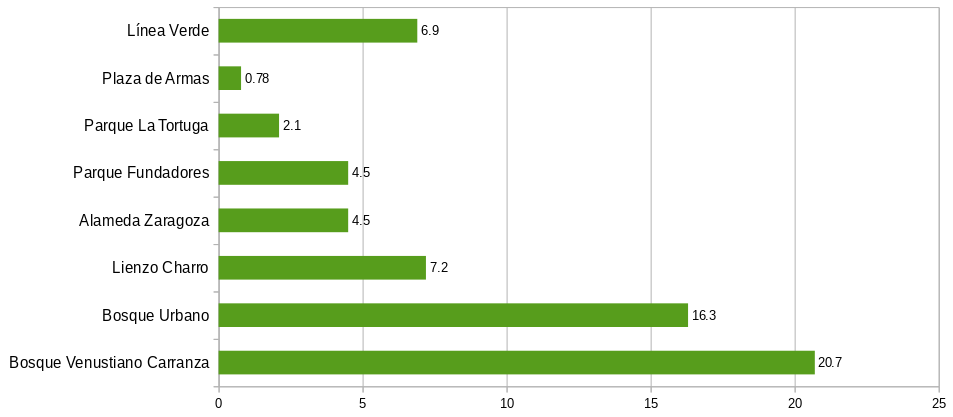 Línea Verde 6.9
Plaza de Armas 0.78
Parque La Tortuga 2.1
Parque Fundadores 4.5
Alameda Zaragoza 4.5
Lienzo Charro 7.2
Bosque Urbano 16.3
Bosque Venustiano Carranza 20.7
0 5 10 15 20 25